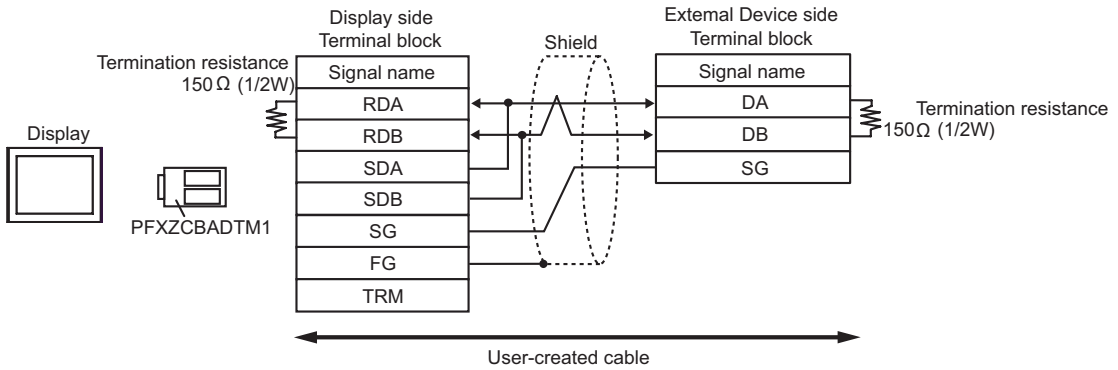 Display side
Terminal block
External Device side
Terminal block
Shield
Termination resistance
150Ω (1/2W)
Signal name
RDA
RDB
SDA
SDB
SG
FG
TRM
Signal name
DA
DB
SG
Termination resistance
150Ω (1/2W)
Display
PFXZCBADTM1
User-created cable